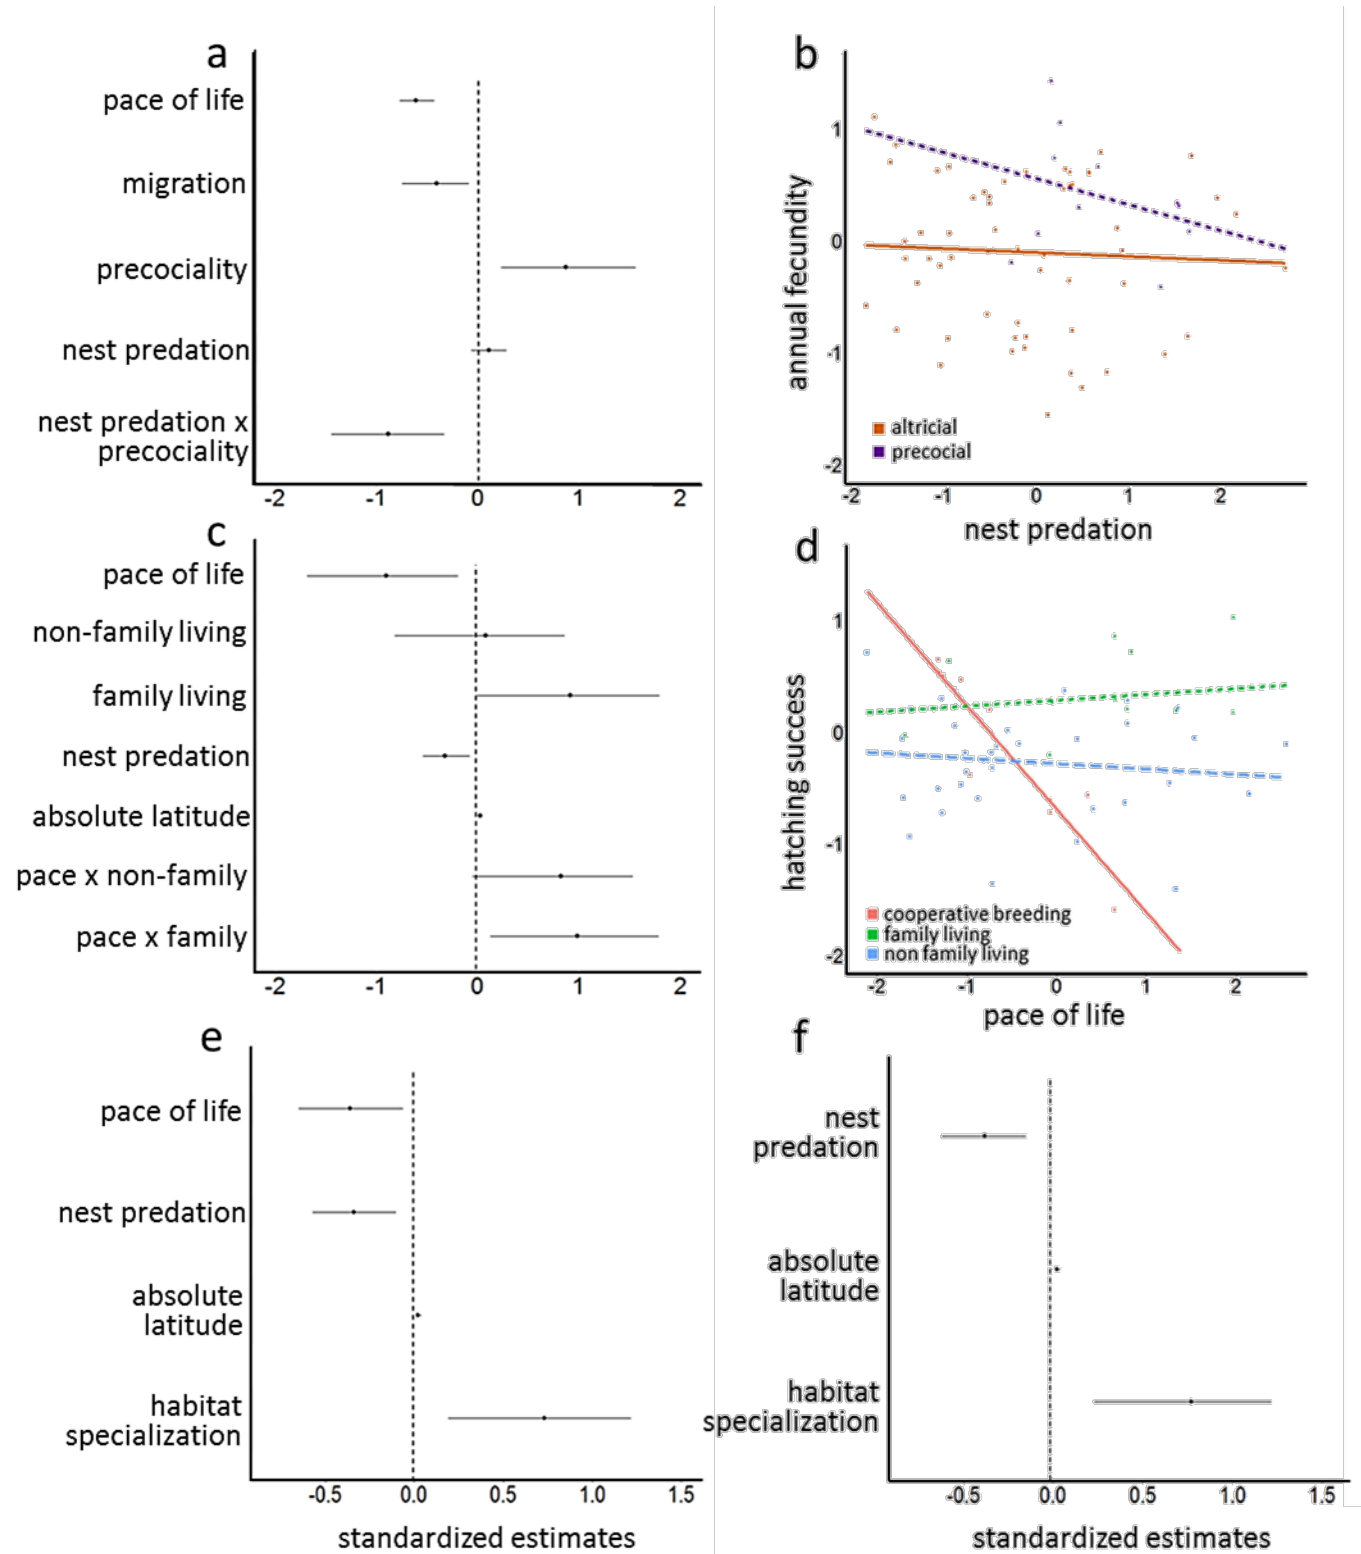 a
pace of life
migration
precociality
nest predation
nest predation x
precociality
-2 -1 0 1 2
b
annual fecundity
1
0
-1
-2
altricial
precocial
-2 -1 0 1 2
nest predation
c
pace of life
non-family living
family living
nest predation
absolute latitude
pace x non-family
pace x family
-2 -1 0 1 2
d
hatching success
1
0
-1
-2
cooperative breeding
family living
non family living
-2 -1 0 1 2
pace of life
e
pace of life
nest predation
absolute
latitude
habitat
specialization
-0.5 0.0 0.5 1.0 1.5
standardized estimates
f
nest
predation
absolute
latitude
habitat
specialization
-0.5 0.0 0.5 1.0 1.5
standardized estimates